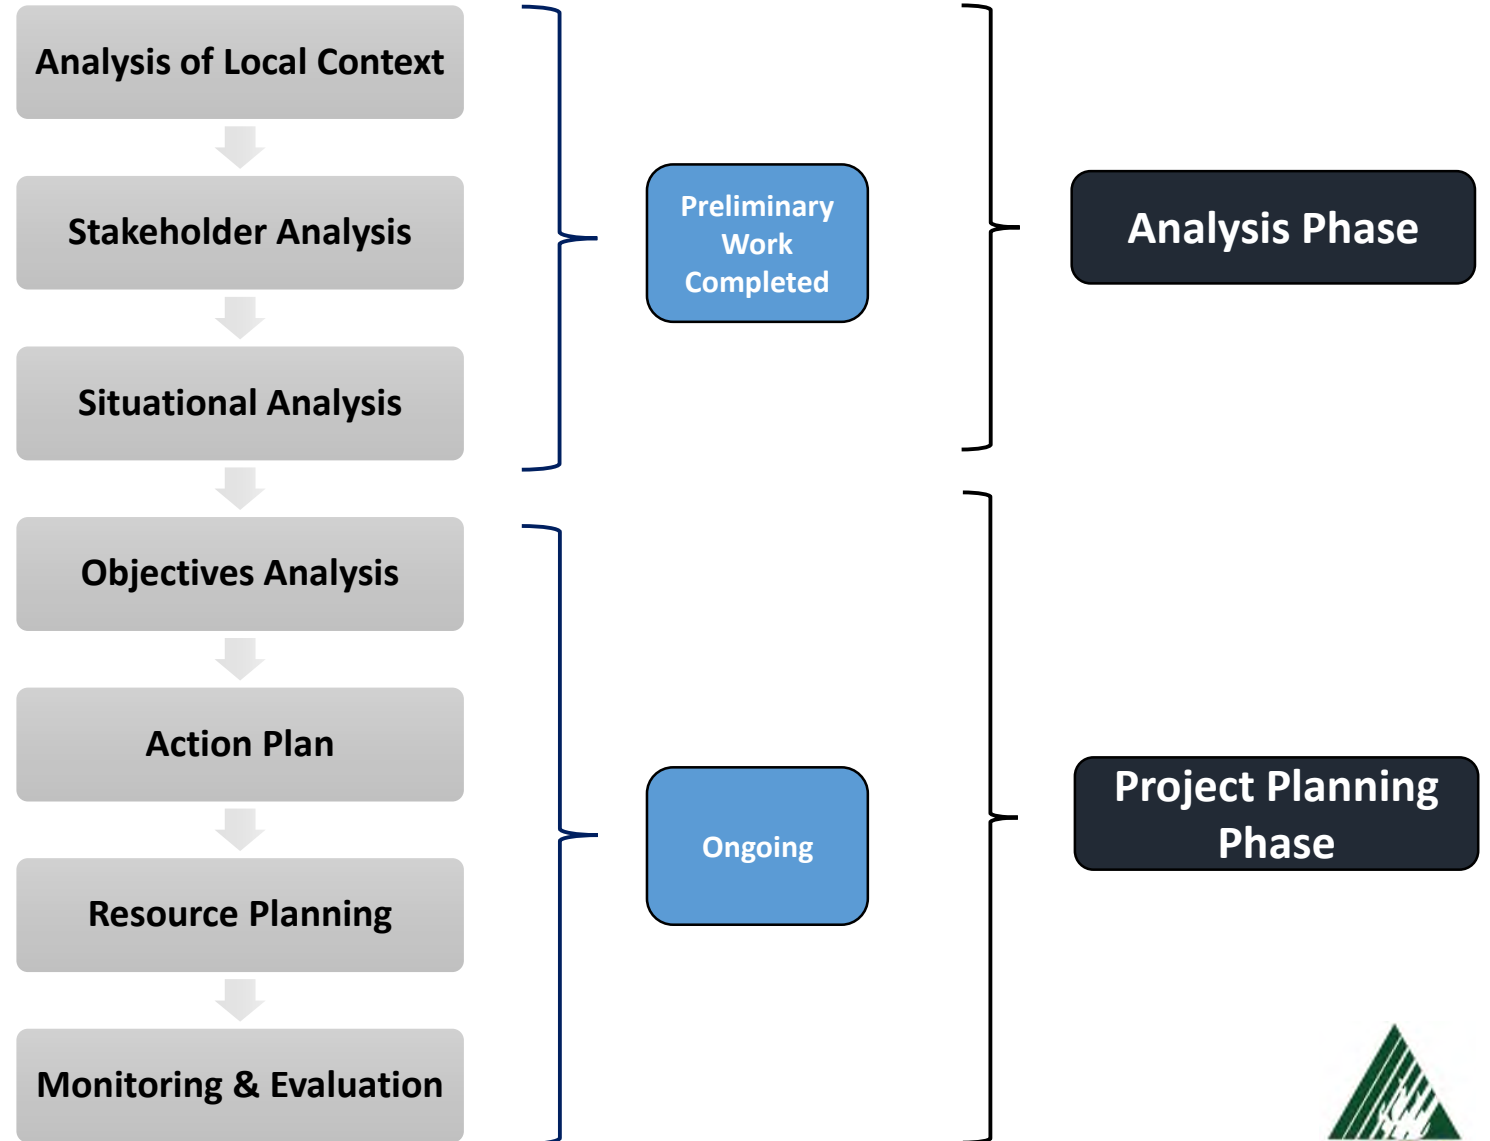 Analysis of Local Context
Stakeholder Analysis
Situational Analysis
Objectives Analysis
Action Plan
Resource Planning
Monitoring & Evaluation
Preliminary
Work
Completed
Ongoing
Analysis Phase
Project Planning
Phase